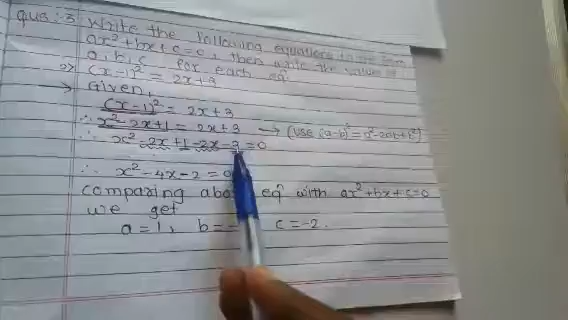 Que:-3 Write the following equations in the form
ax²+bx+c=0, then write the values of
a, b, c for each eqⁿ
(x-1)² = 2x+3
→ Given,
(x-1)² = 2x+3
∴ x²-2x+1 = 2x+3 → (use (a-b)²=a²-2ab+b²)
∴ x²-2x+1-2x-3=0
∴ x²-4x-2=0
comparing abo eqⁿ with ax²+bx+c=0
we get
a=1, b=- c=-2.